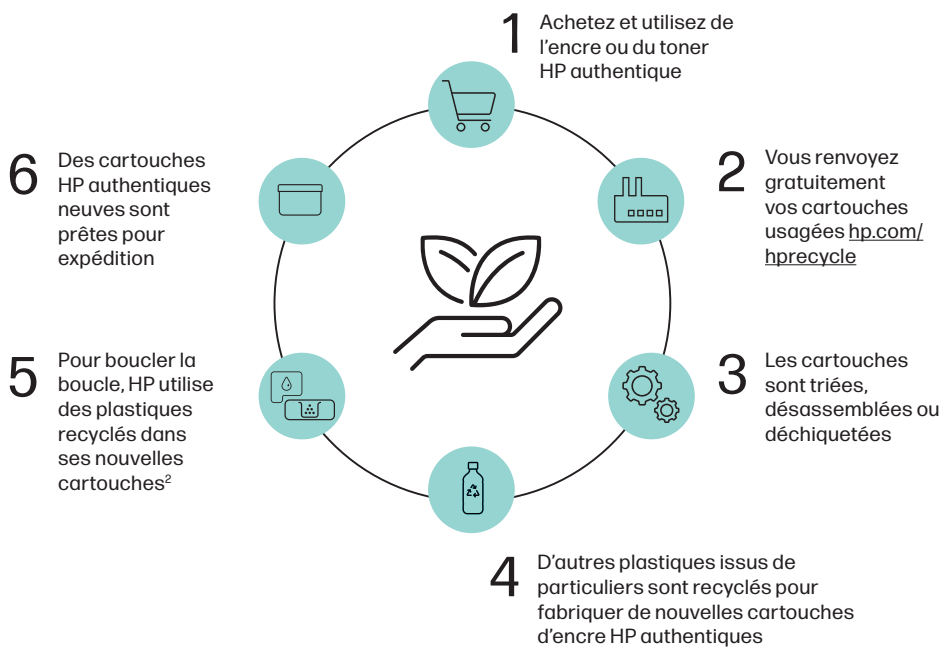 1
Achetez et utilisez de
l'encre ou du toner
HP authentique
2
Vous renvoyez
gratuitement
vos cartouches
usagées hp.com/
hprecycle
3
Les cartouches
sont triées,
désassemblées ou
déchiquetées
4
D'autres plastiques issus de
particuliers sont recyclés pour
fabriquer de nouvelles cartouches
d'encre HP authentiques
5
Pour boucler la
boucle, HP utilise
des plastiques
recyclés dans
ses nouvelles
cartouches²
6
Des cartouches
HP authentiques
neuves sont
prêtes pour
expédition